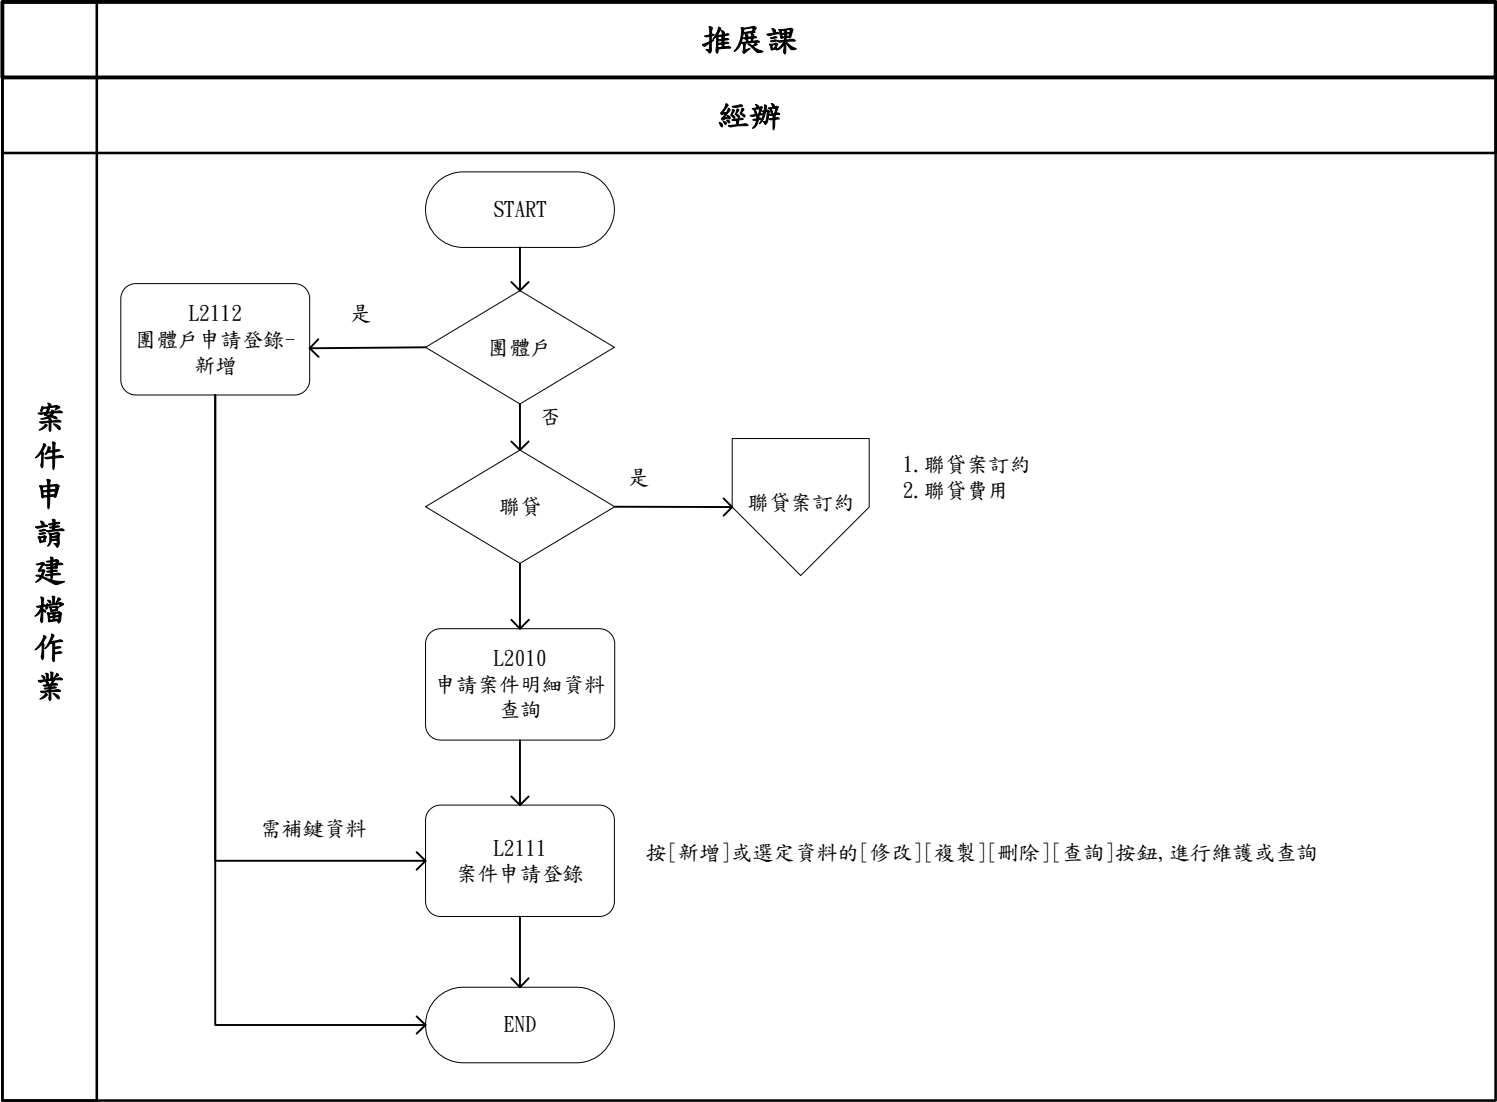 推展課
經辦
案件申請建檔作業
START
L2112
團體戶申請登錄-
新增
是
團體戶
否
聯貸
是
聯貸案訂約
1.聯貸案訂約
2.聯貸費用
L2010
申請案件明細資料
查詢
需補鍵資料
L2111
案件申請登錄
按[新增]或選定資料的[修改][複製][刪除][查詢]按鈕,進行維護或查詢
END